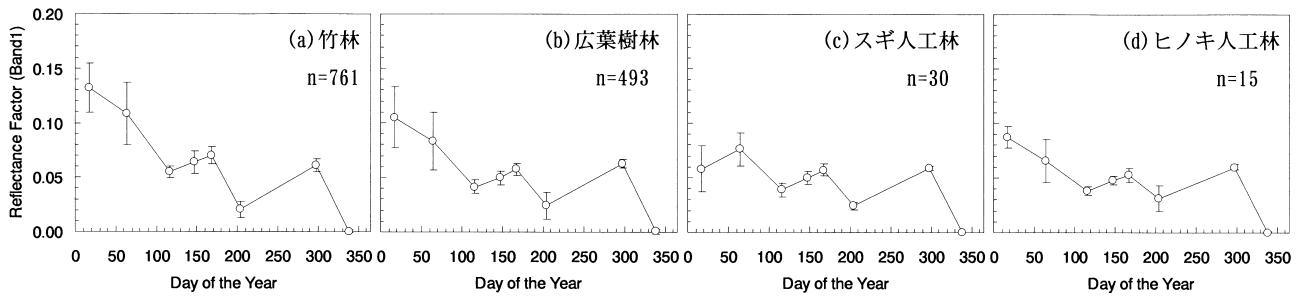 Reflectance Factor (Band1)
0.20
0.15
0.10
0.05
0.00
(a)竹林
n=761
0 50 100 150 200 250 300 350
Day of the Year
(b)広葉樹林
n=493
0 50 100 150 200 250 300 350
Day of the Year
(c)スギ人工林
n=30
0 50 100 150 200 250 300 350
Day of the Year
(d)ヒノキ人工林
n=15
0 50 100 150 200 250 300 350
Day of the Year